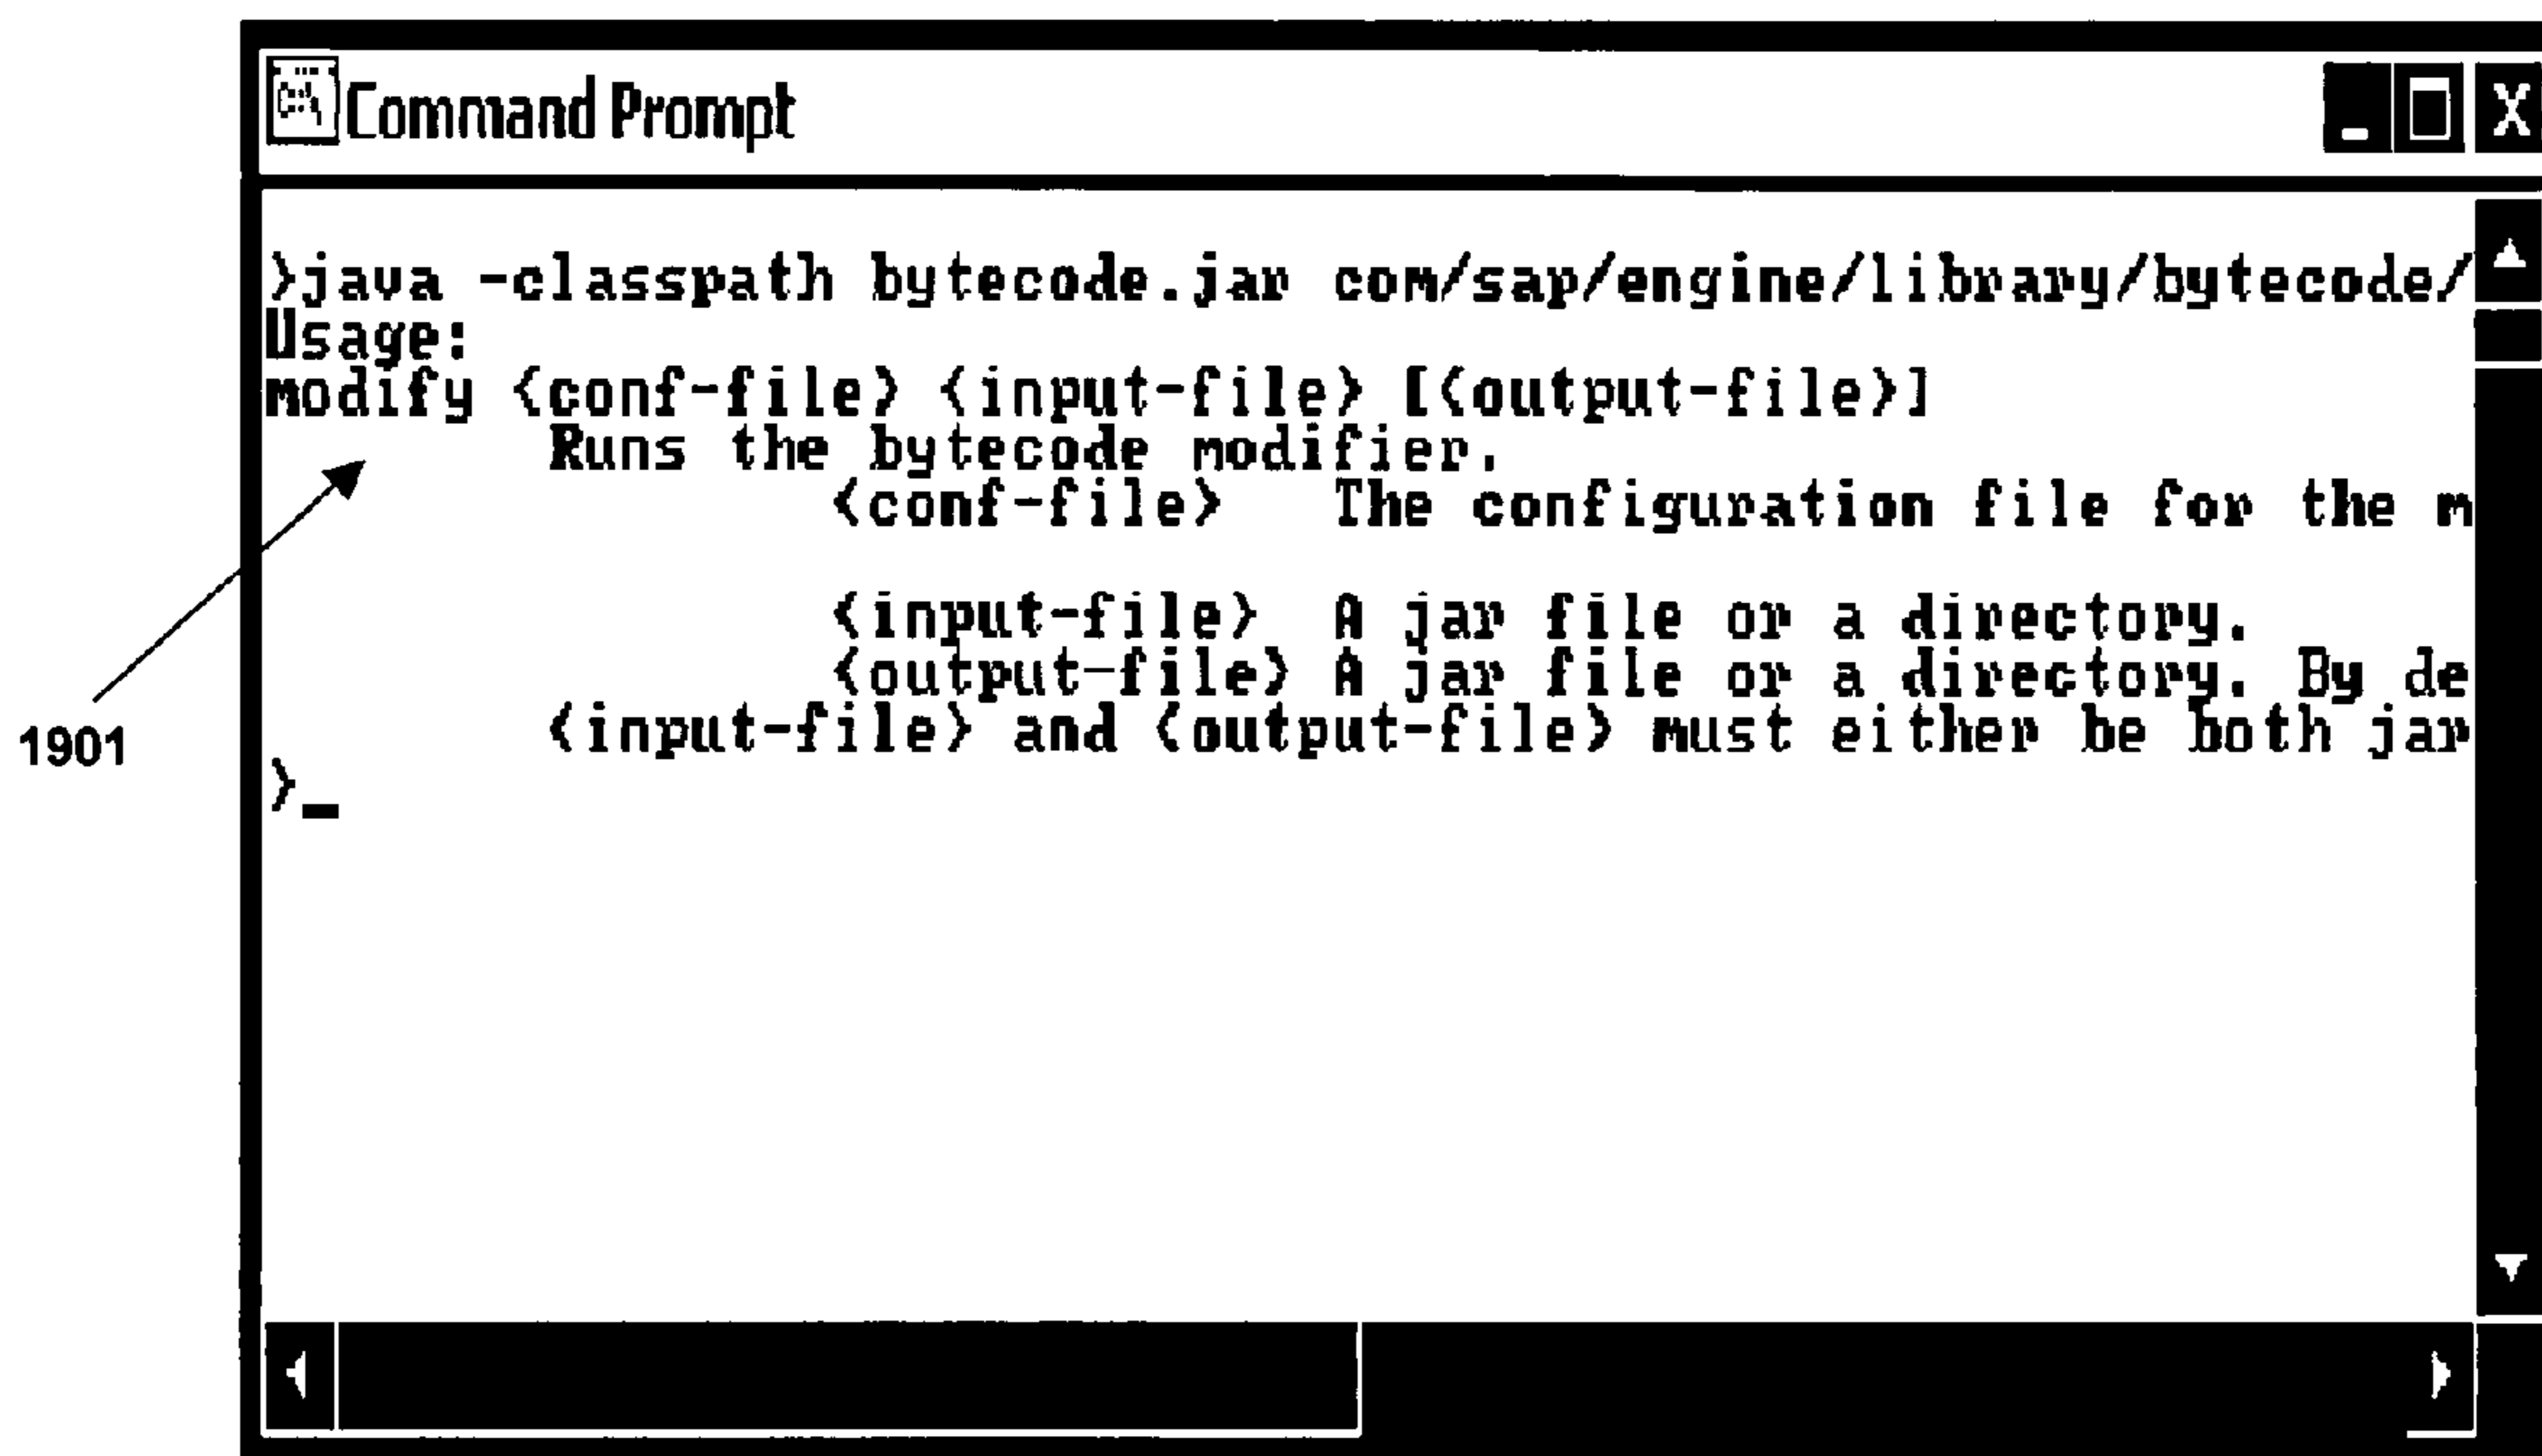 C:\
Command Prompt
>java -classpath bytecode.jar com/sap/engine/library/bytecode/
Usage:
modify <conf-file> <input-file> [<output-file>]
Runs the bytecode modifier.
<conf-file> The configuration file for the m
<input-file> A jar file or a directory.
<output-file> A jar file or a directory. By de
<input-file> and <output-file> must either be both jar
>_
1901